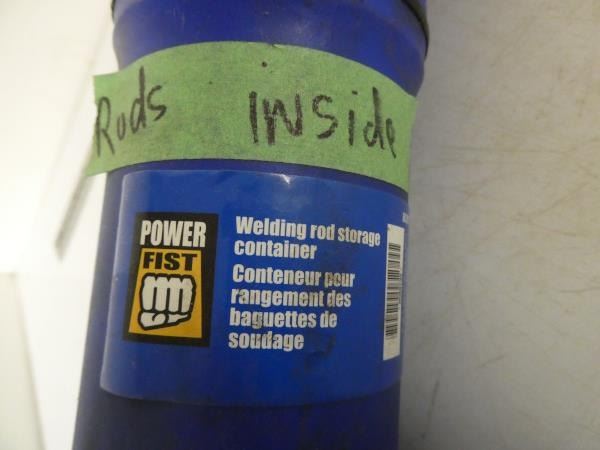 Rods INSide
POWER
FIST
Welding rod storage
container
Conteneur pour
rangement des
baguettes de
soudage